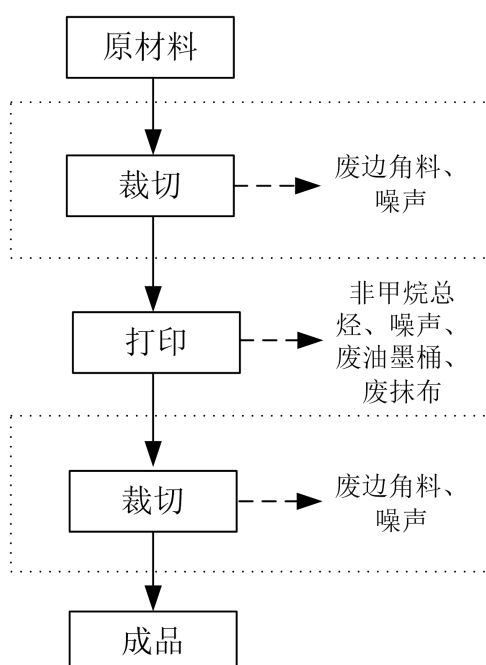 原材料
裁切
废边角料、
噪声
打印
非甲烷总
烃、噪声、
废油墨桶、
废抹布
裁切
废边角料、
噪声
成品